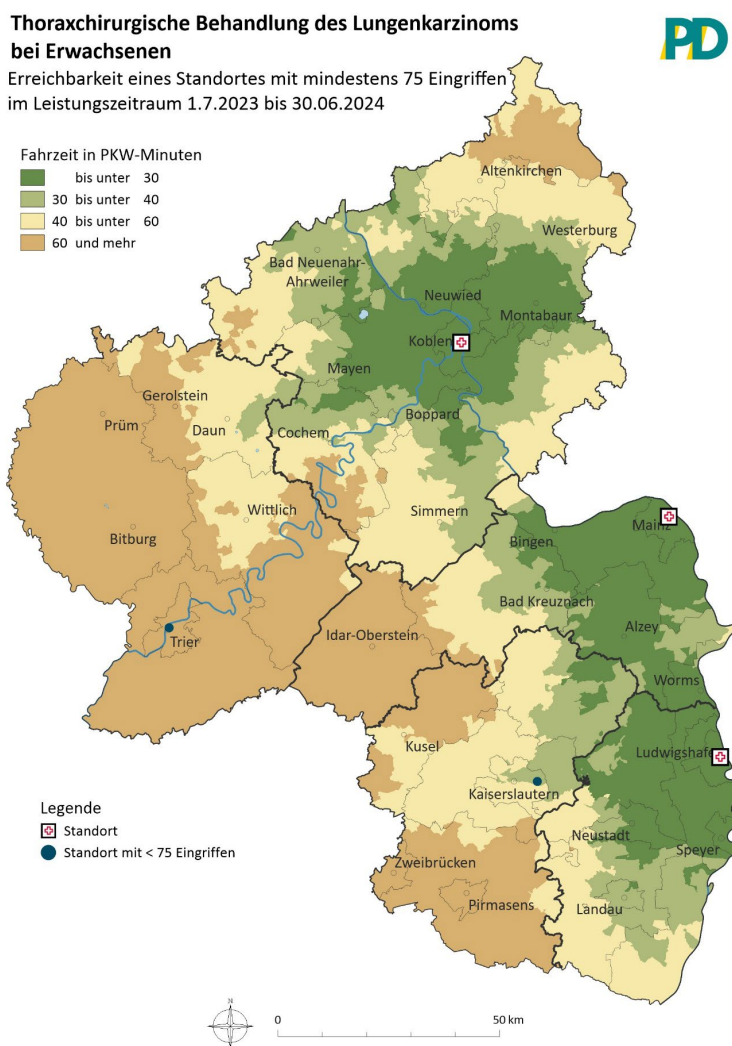 Thoraxchirurgische Behandlung des Lungenkarzinoms
bei Erwachsenen
PD
Erreichbarkeit eines Standortes mit mindestens 75 Eingriffen
im Leistungszeitraum 1.7.2023 bis 30.06.2024
Fahrzeit in PKW-Minuten
bis unter 30
30 bis unter 40
40 bis unter 60
60 und mehr
Altenkirchen
Westerburg
Bad Neuenahr-
Ahrweiler
Neuwied
Montabaur
Koblen
Mayen
Gerolstein
Boppard
Prüm
Daun
Cochem
Wittlich
Simmern
Mainz
Bitburg
Bingen
Bad Kreuznach
Trier
Idar-Oberstein
Alzey
Worms
Kusel
Ludwigshafe
Kaiserslautern
Legende
Standort
Standort mit < 75 Eingriffen
Neustadt
Speyer
Zweibrücken
Pirmasens
Landau
N
0
50 km